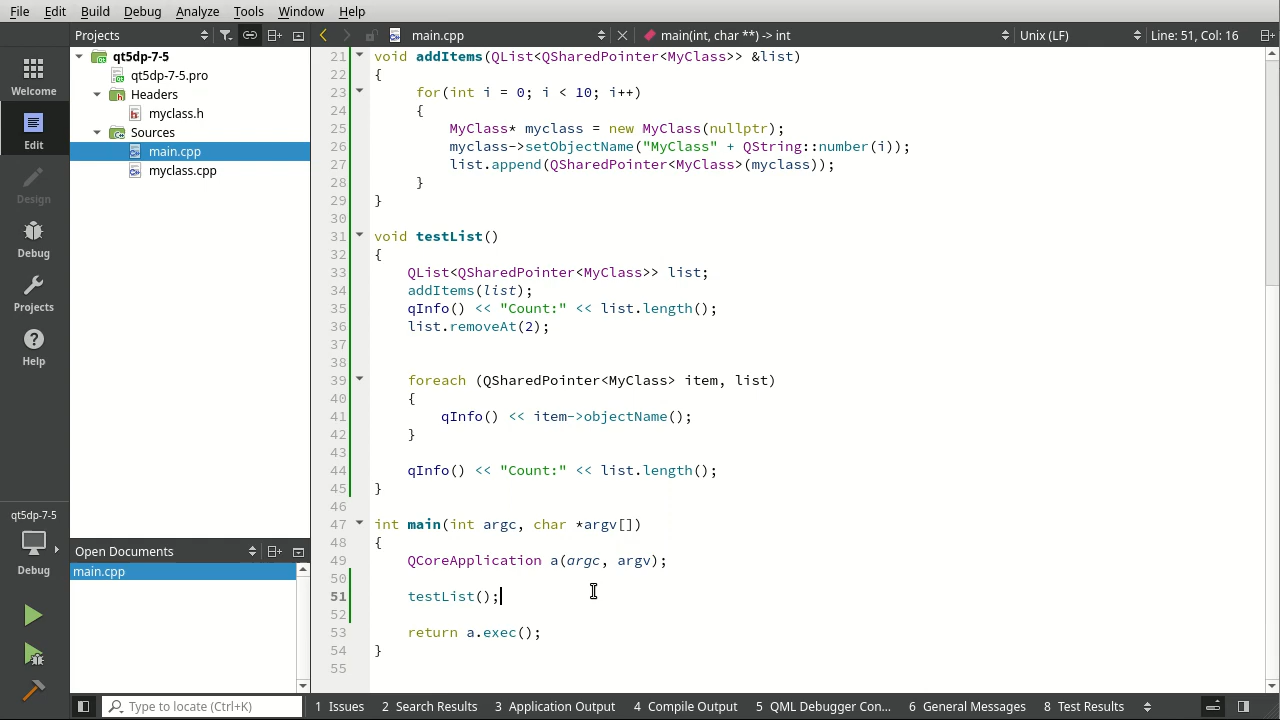 File Edit Build Debug Analyze Tools Window Help
Projects
main.cpp
main(int, char **) -> int
Unix (LF)
Line: 51, Col: 16
Welcome
Edit
Design
Debug
Projects
Help
qt5dp-7-5
Debug
qt5dp-7-5
qt5dp-7-5.pro
Headers
myclass.h
Sources
main.cpp
myclass.cpp
Open Documents
main.cpp
21 void addItems(QList<QSharedPointer<MyClass>> &list)
22 {
23 for(int i = 0; i < 10; i++)
24 {
25 MyClass* myclass = new MyClass(nullptr);
26 myclass->setObjectName("MyClass" + QString::number(i));
27 list.append(QSharedPointer<MyClass>(myclass));
28 }
29 }
30
31 void testList()
32 {
33 QList<QSharedPointer<MyClass>> list;
34 addItems(list);
35 qInfo() << "Count:" << list.length();
36 list.removeAt(2);
37
38
39 foreach (QSharedPointer<MyClass> item, list)
40 {
41 qInfo() << item->objectName();
42 }
43
44 qInfo() << "Count:" << list.length();
45 }
46
47 int main(int argc, char *argv[])
48 {
49 QCoreApplication a(argc, argv);
50
51 testList();
52
53 return a.exec();
54 }
55
Type to locate (Ctrl+K)
1 Issues
2 Search Results
3 Application Output
4 Compile Output
5 QML Debugger Con...
6 General Messages
8 Test Results